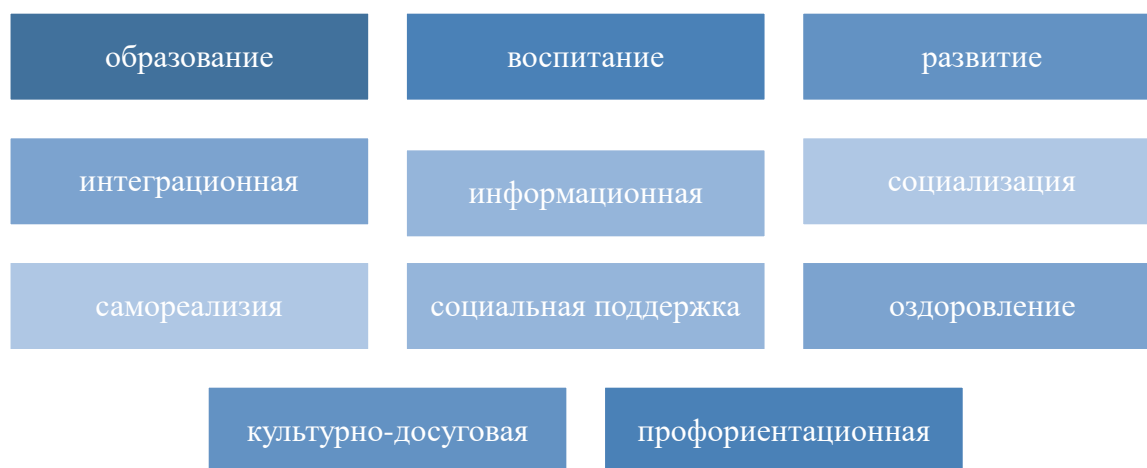 образование
воспитание
развитие
интеграционная
информационная
социализация
самореализия
социальная поддержка
оздоровление
культурно-досуговая
профориентационная